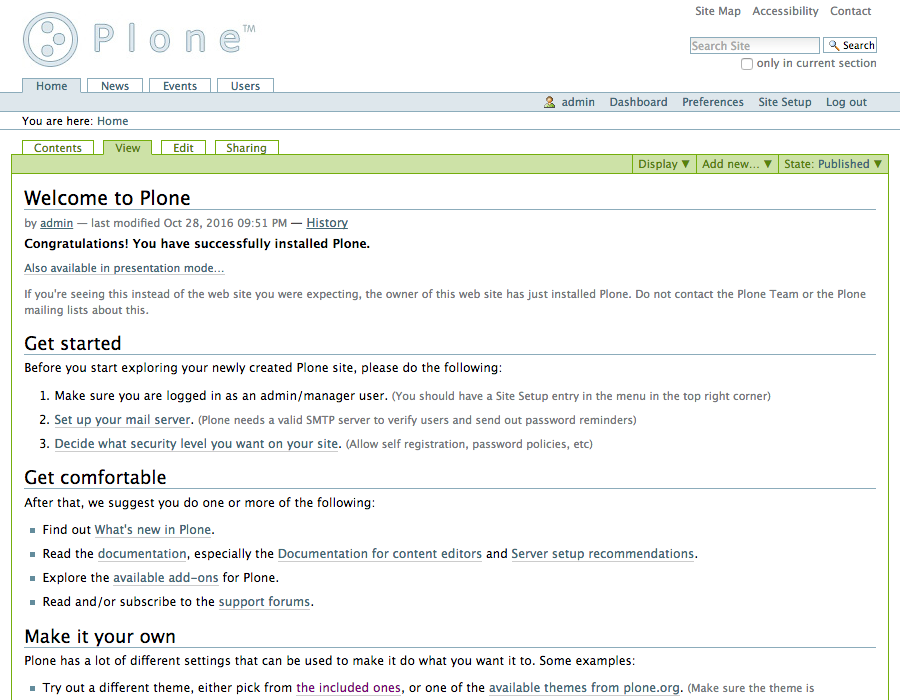 Site Map Accessibility Contact
Plone™
Search Site Search
only in current section
Home News Events Users
admin Dashboard Preferences Site Setup Log out
You are here: Home
Contents View Edit Sharing
Display ▼ Add new... ▼ State: Published ▼
Welcome to Plone
by admin — last modified Oct 28, 2016 09:51 PM — History
Congratulations! You have successfully installed Plone.
Also available in presentation mode...
If you're seeing this instead of the web site you were expecting, the owner of this web site has just installed Plone. Do not contact the Plone Team or the Plone
mailing lists about this.
Get started
Before you start exploring your newly created Plone site, please do the following:
1. Make sure you are logged in as an admin/manager user. (You should have a Site Setup entry in the menu in the top right corner)
2. Set up your mail server. (Plone needs a valid SMTP server to verify users and send out password reminders)
3. Decide what security level you want on your site. (Allow self registration, password policies, etc)
Get comfortable
After that, we suggest you do one or more of the following:
Find out What's new in Plone.
Read the documentation, especially the Documentation for content editors and Server setup recommendations.
Explore the available add-ons for Plone.
Read and/or subscribe to the support forums.
Make it your own
Plone has a lot of different settings that can be used to make it do what you want it to. Some examples:
Try out a different theme, either pick from the included ones, or one of the available themes from plone.org. (Make sure the theme is